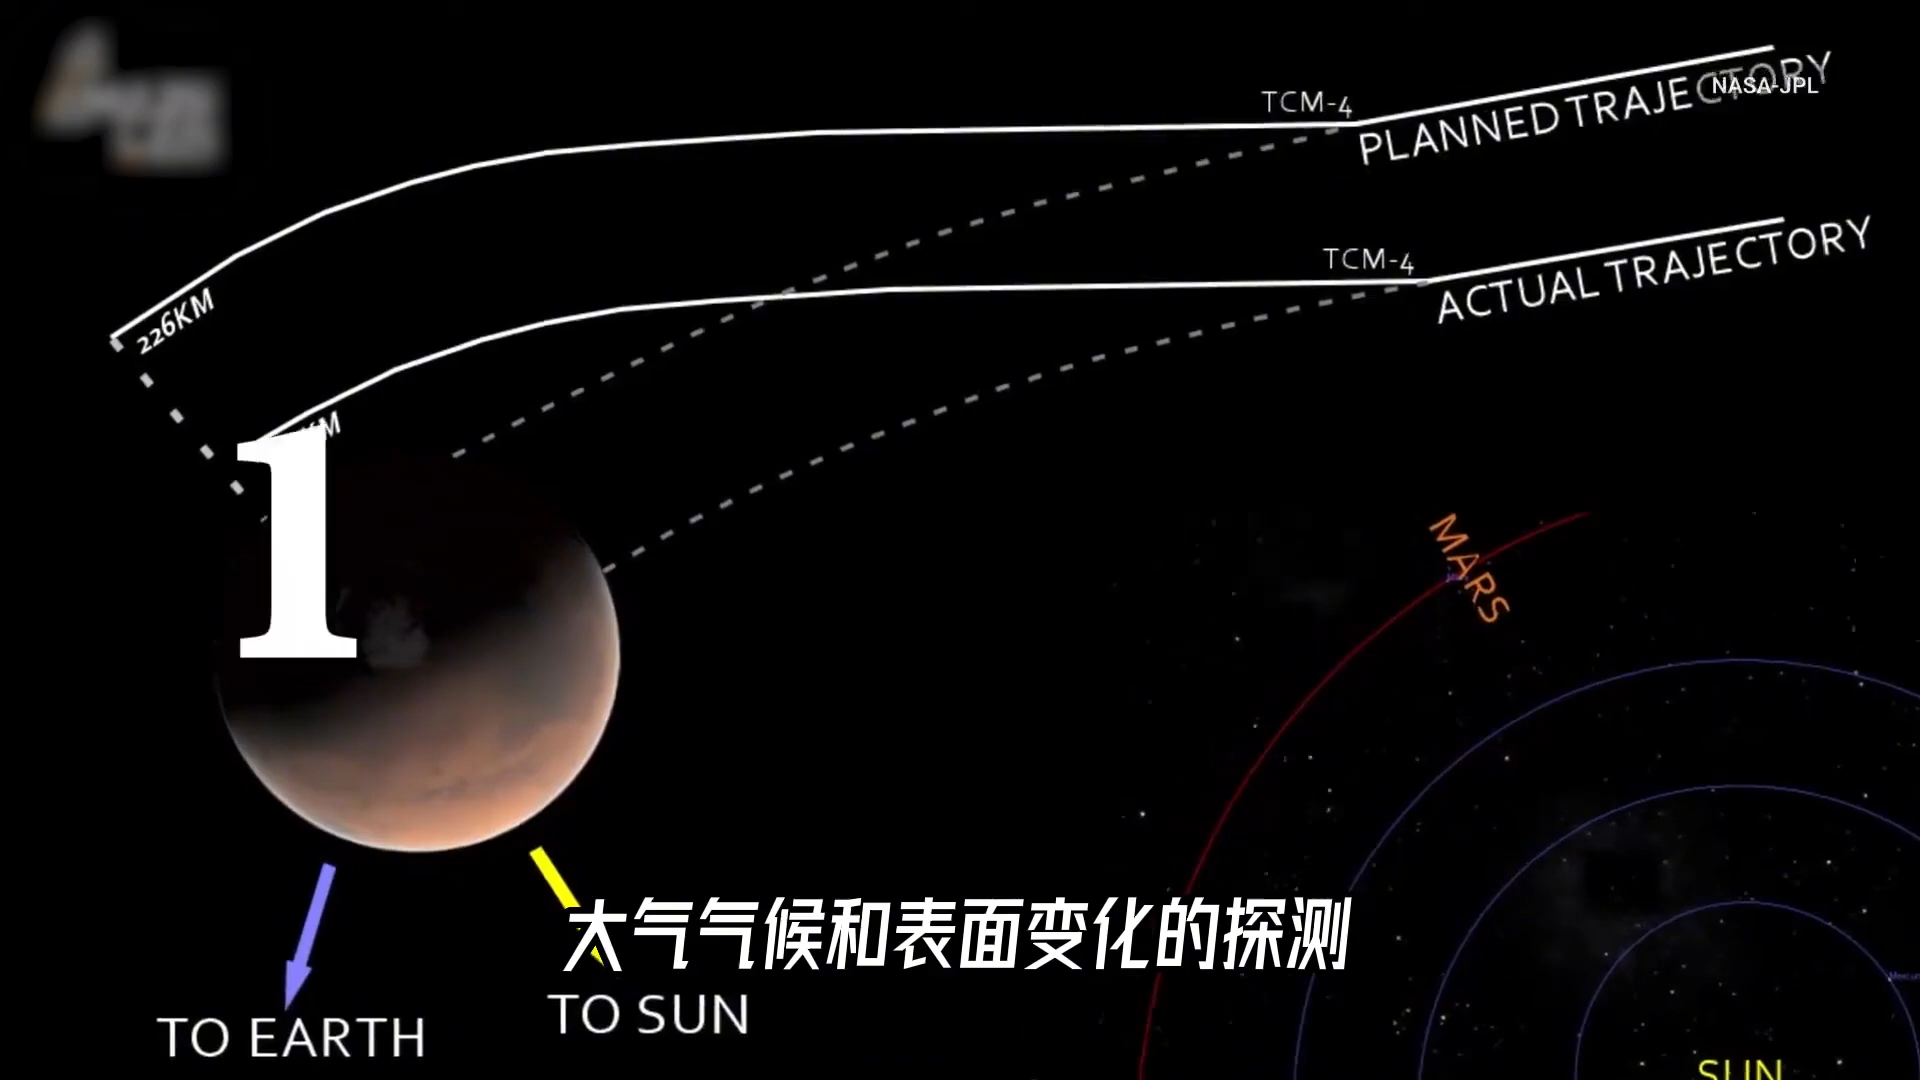 NASA-JPL
TCM-4
PLANNED TRAJECTORY
TCM-4
ACTUAL TRAJECTORY
226KM
KM
1
MARS
大气气候和表面变化的探测
TO EARTH
TO SUN
SUN